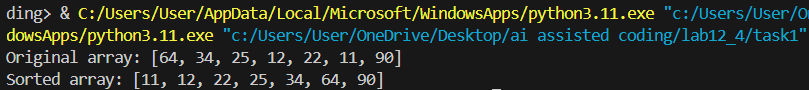 ding> & C:/Users/User/AppData/Local/Microsoft/WindowsApps/python3.11.exe "c:/Users/User/On
dowsApps/python3.11.exe "c:/Users/User/OneDrive/Desktop/ai assisted coding/lab12_4/task1"
Original array: [64, 34, 25, 12, 22, 11, 90]
Sorted array: [11, 12, 22, 25, 34, 64, 90]